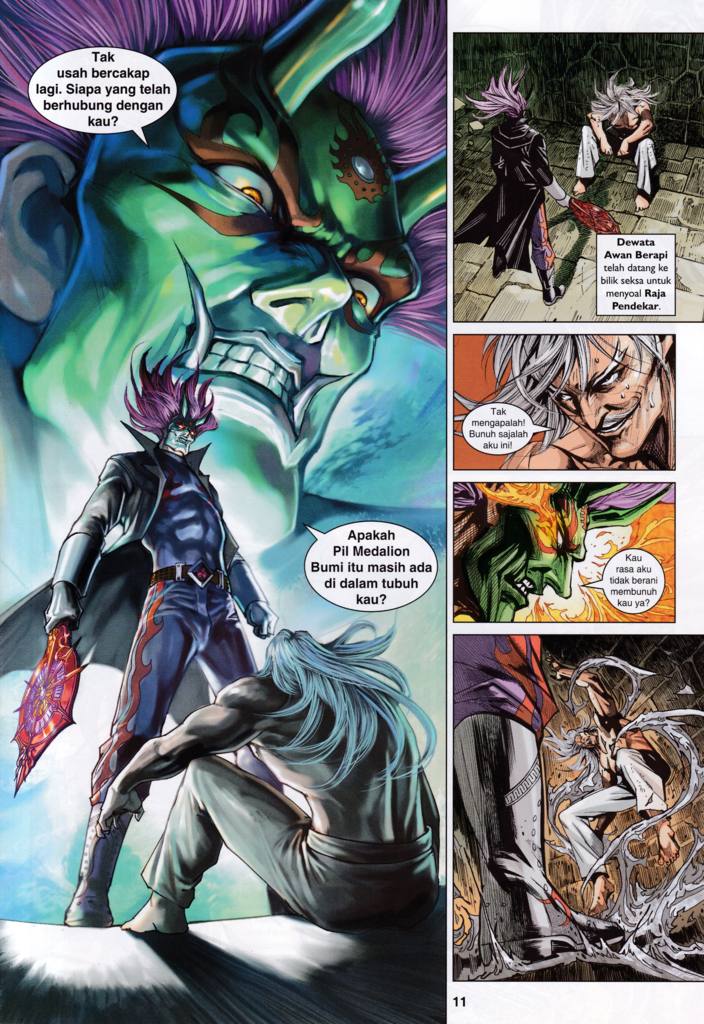 Tak
usah bercakap
lagi. Siapa yang telah
berhubung dengan
kau?
Apakah
Pil Medalion
Bumi itu masih ada
di dalam tubuh
kau?
Dewata
Awan Berapi
telah datang ke
bilik seksa untuk
menyoal Raja
Pendekar.
Tak
mengapalah!
Bunuh sajalah
aku ini!
Kau
rasa aku
tidak berani
membunuh
kau ya?
11